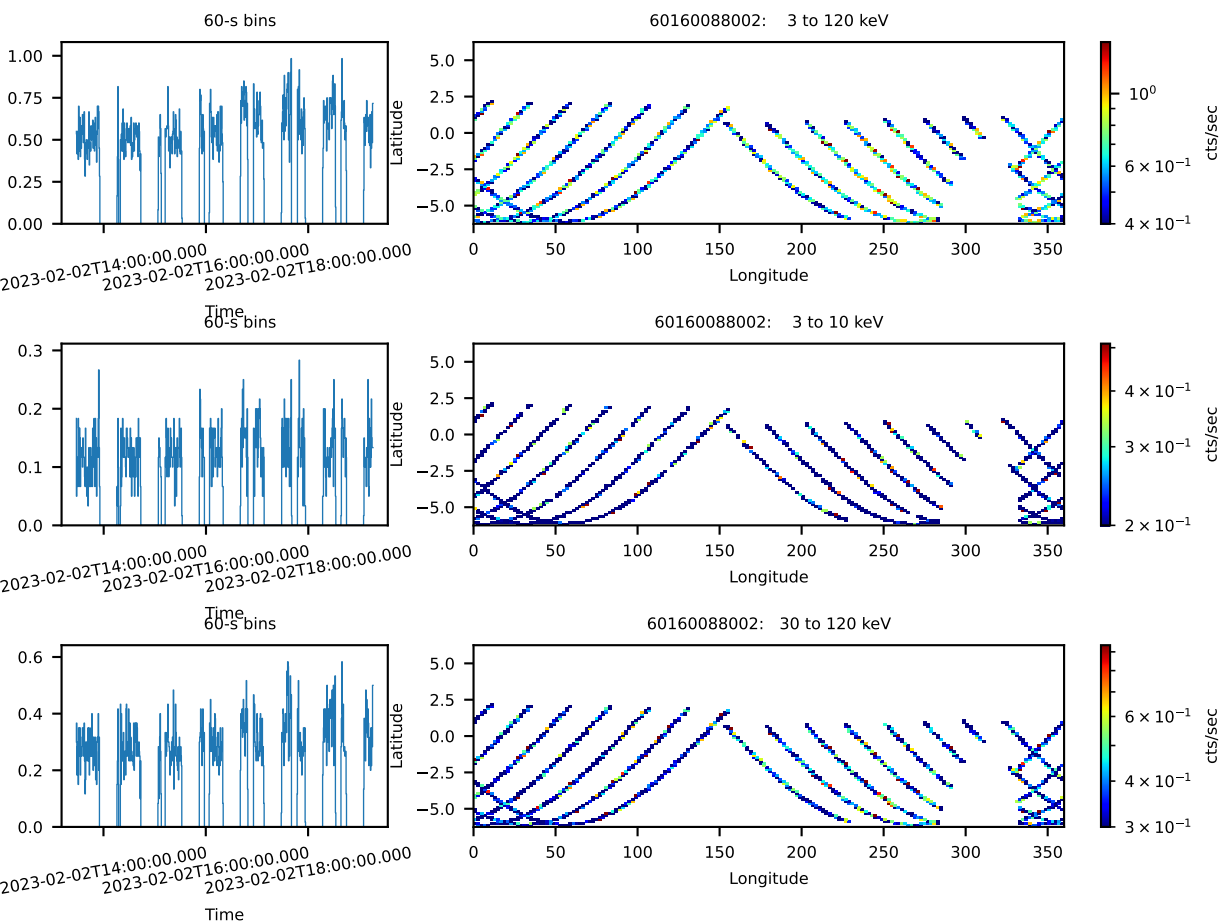 60-s bins
60160088002:    3 to 120 keV
1.00
0.75
0.50
0.25
0.00
2023-02-02T14:00:00.000
2023-02-02T16:00:00.000
2023-02-02T18:00:00.000
Time
Latitude
5.0
2.5
0.0
−2.5
−5.0
0 50 100 150 200 250 300 350
Longitude
10⁰
6 × 10⁻¹
4 × 10⁻¹
cts/sec
60-s bins
60160088002:    3 to 10 keV
0.3
0.2
0.1
0.0
2023-02-02T14:00:00.000
2023-02-02T16:00:00.000
2023-02-02T18:00:00.000
Time
Latitude
5.0
2.5
0.0
−2.5
−5.0
0 50 100 150 200 250 300 350
Longitude
4 × 10⁻¹
3 × 10⁻¹
2 × 10⁻¹
cts/sec
60-s bins
60160088002:   30 to 120 keV
0.6
0.4
0.2
0.0
2023-02-02T14:00:00.000
2023-02-02T16:00:00.000
2023-02-02T18:00:00.000
Time
Latitude
5.0
2.5
0.0
−2.5
−5.0
0 50 100 150 200 250 300 350
Longitude
6 × 10⁻¹
4 × 10⁻¹
3 × 10⁻¹
cts/sec